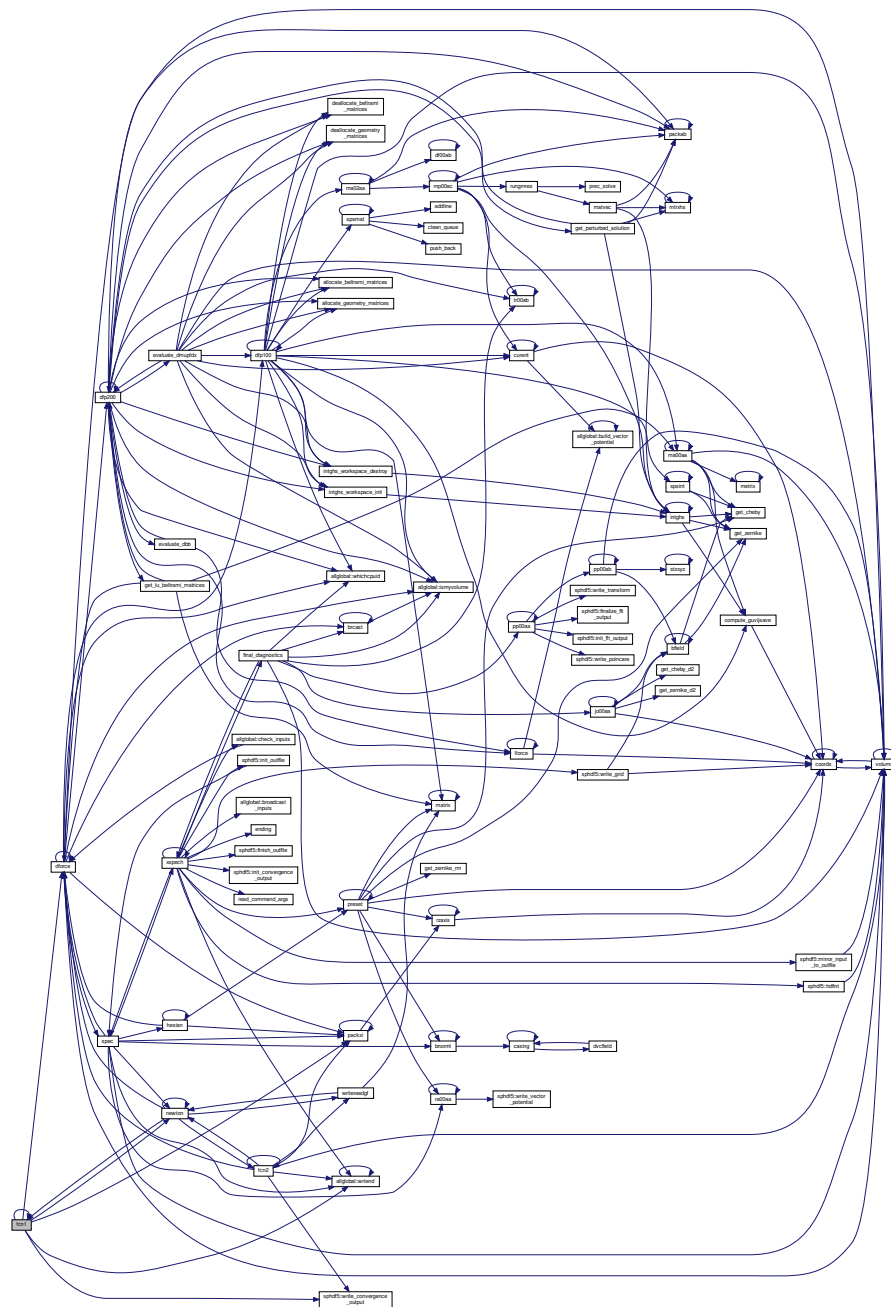 deallocate_beltrami
_matrices
deallocate_geometry
_matrices
packab
df00ab
ma02aa
mp00ac
rungmres
prec_solve
addline
matvec
mtrxhs
spsmat
clean_queue
get_perturbed_solution
push_back
allocate_beltrami_matrices
allocate_geometry_matrices
tr00ab
evaluate_dmupfdx
dfp100
curent
dfp200
allglobal::build_vector
_potential
ma00aa
intghs_workspace_destroy
spsint
metrix
intghs_workspace_init
get_cheby
intghs
get_zernike
evaluate_dbb
pp00ab
stzxyz
allglobal::whichcpuid
get_lu_beltrami_matrices
allglobal::ismyvolume
sphdf5::write_transform
sphdf5::finalize_flt
_output
compute_guvijsave
brcast
pp00aa
sphdf5::init_flt_output
bfield
final_diagnostics
sphdf5::write_poincare
get_cheby_d2
get_zernike_d2
jo00aa
allglobal::check_inputs
lforce
sphdf5::init_outfile
coords
volume
sphdf5::write_grid
allglobal::broadcast
_inputs
matrix
ending
sphdf5::finish_outfile
xspech
dforce
get_zernike_rm
sphdf5::init_convergence
_output
read_command_args
preset
rzaxis
sphdf5::mirror_input
_to_outfile
sphdf5::hdfint
hesian
packxi
spec
bnorml
casing
dvcfield
writereadgf
ra00aa
sphdf5::write_vector
_potential
newton
fcn2
allglobal::wrtend
fcn1
sphdf5::write_convergence
_output